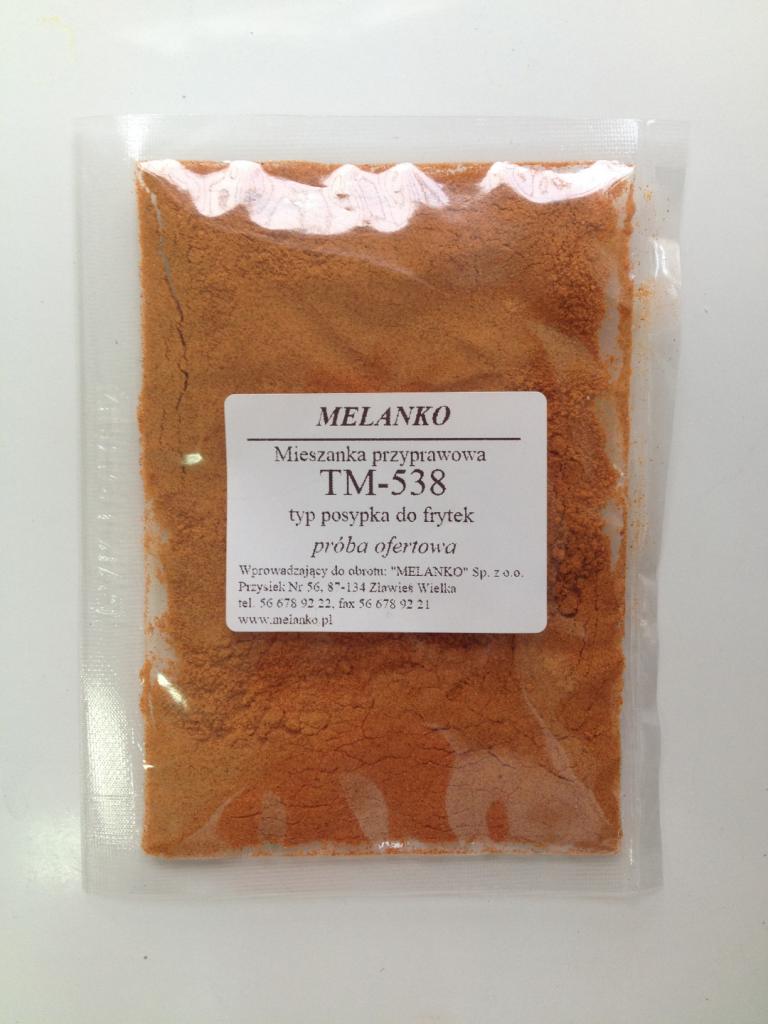 MELANKO
Mieszanka przyprawowa
TM-538
typ posypka do frytek
próba ofertowa
Wprowadzający do obrotu: "MELANKO" Sp. z o.o.
Przysiek Nr 56, 87-134 Zławieś Wielka
tel. 56 678 92 22, fax 56 678 92 21
www.melanko.pl